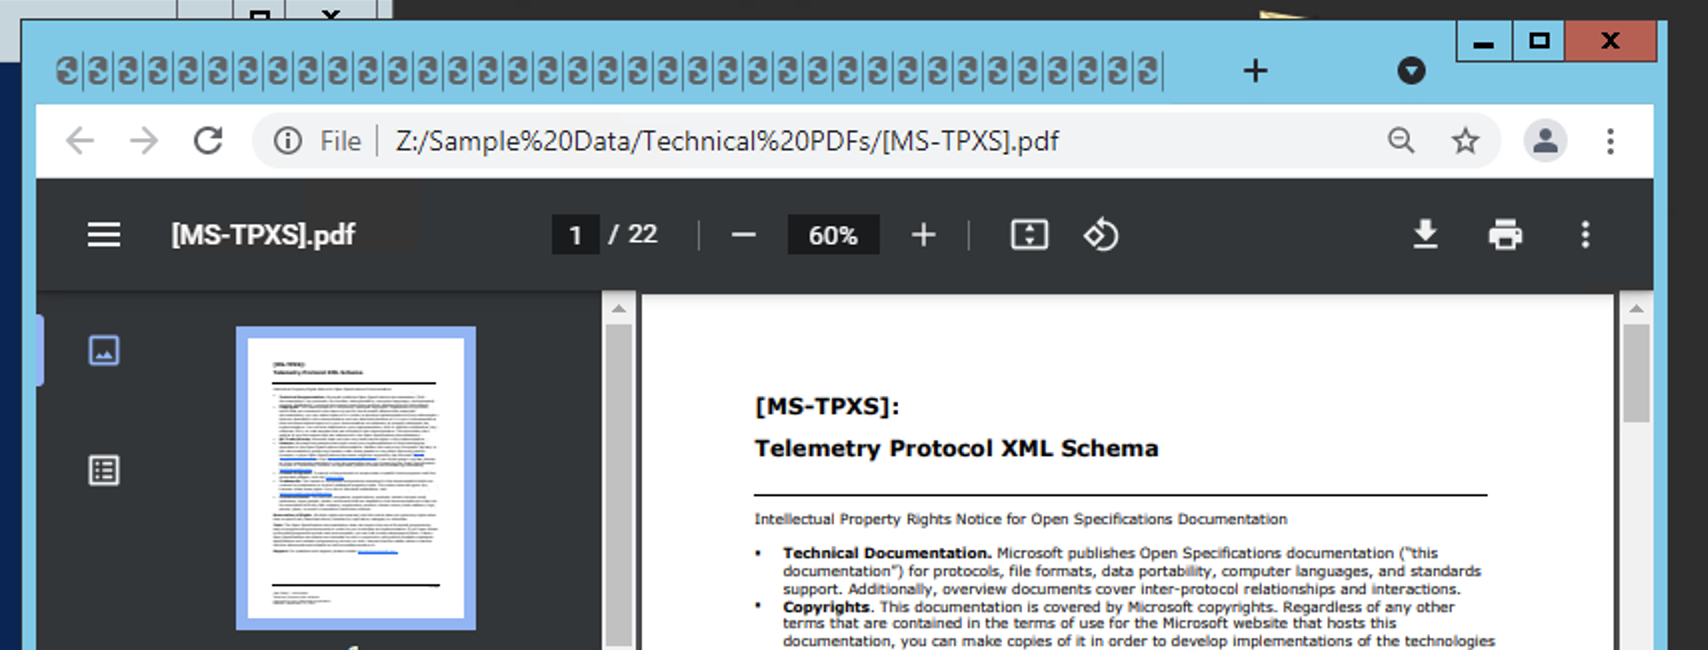 File Z:/Sample%20Data/Technical%20PDFs/[MS-TPXS].pdf
[MS-TPXS].pdf 1 / 22 60%
[MS-TPXS]:
Telemetry Protocol XML Schema
Intellectual Property Rights Notice for Open Specifications Documentation
▪ Technical Documentation. Microsoft publishes Open Specifications documentation ("this
documentation") for protocols, file formats, data portability, computer languages, and standards
support. Additionally, overview documents cover inter-protocol relationships and interactions.
▪ Copyrights. This documentation is covered by Microsoft copyrights. Regardless of any other
terms that are contained in the terms of use for the Microsoft website that hosts this
documentation, you can make copies of it in order to develop implementations of the technologies